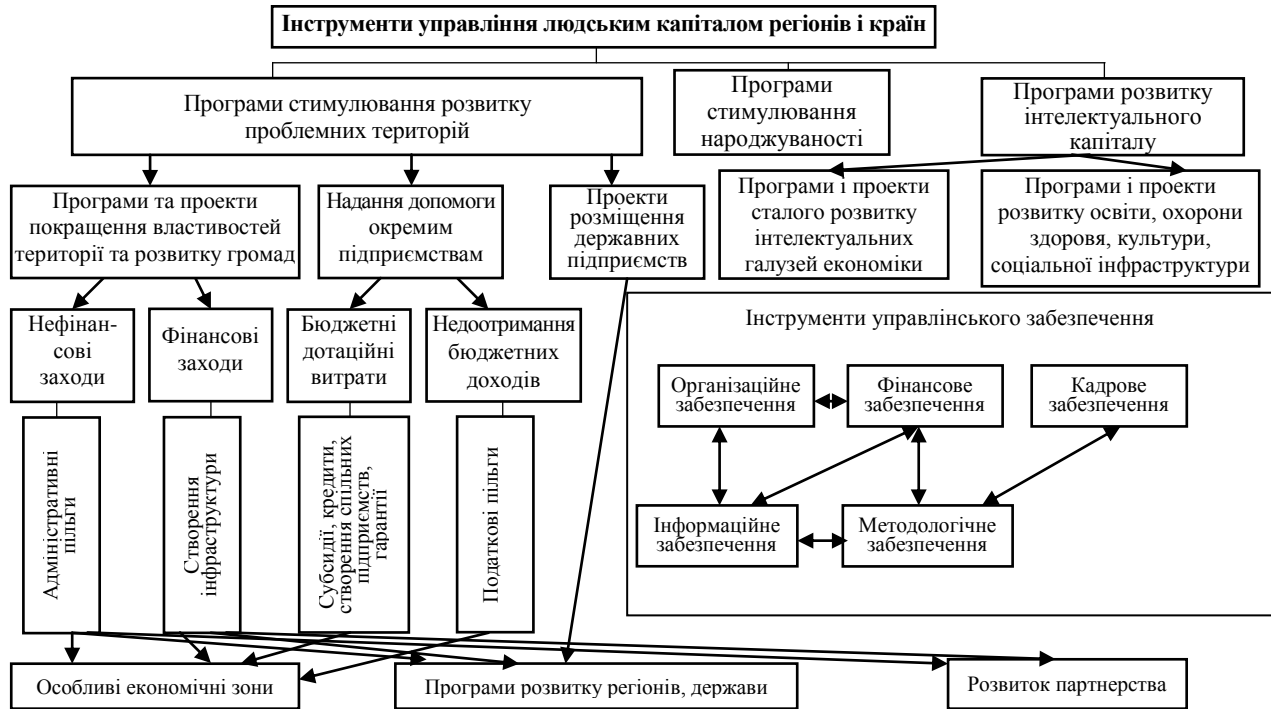 Інструменти управління людським капіталом регіонів і країн
Програми стимулювання розвитку
проблемних територій
Програми
стимулювання
народжуваності
Програми розвитку
інтелектуального
капіталу
Програми та проекти
покращення властивостей
території та розвитку громад
Надання допомоги
окремим
підприємствам
Проекти
розміщення
державних
підприємств
Програми і проекти
сталого розвитку
інтелектуальних
галузей економіки
Програми і проекти
розвитку освіти, охорони
здоровя, культури,
соціальної інфраструктури
Нефінан-
сові
заходи
Фінансові
заходи
Бюджетні
дотаційні
витрати
Недоотримання
бюджетних
доходів
Інструменти управлінського забезпечення
Організаційне
забезпечення
Фінансове
забезпечення
Кадрове
забезпечення
Інформаційне
забезпечення
Методологічне
забезпечення
Адміністративні
пільги
Створення
інфраструктури
Субсидії, кредити,
створення спільних
підприємств,
гарантії
Податкові пільги
Особливі економічні зони
Програми розвитку регіонів, держави
Розвиток партнерства